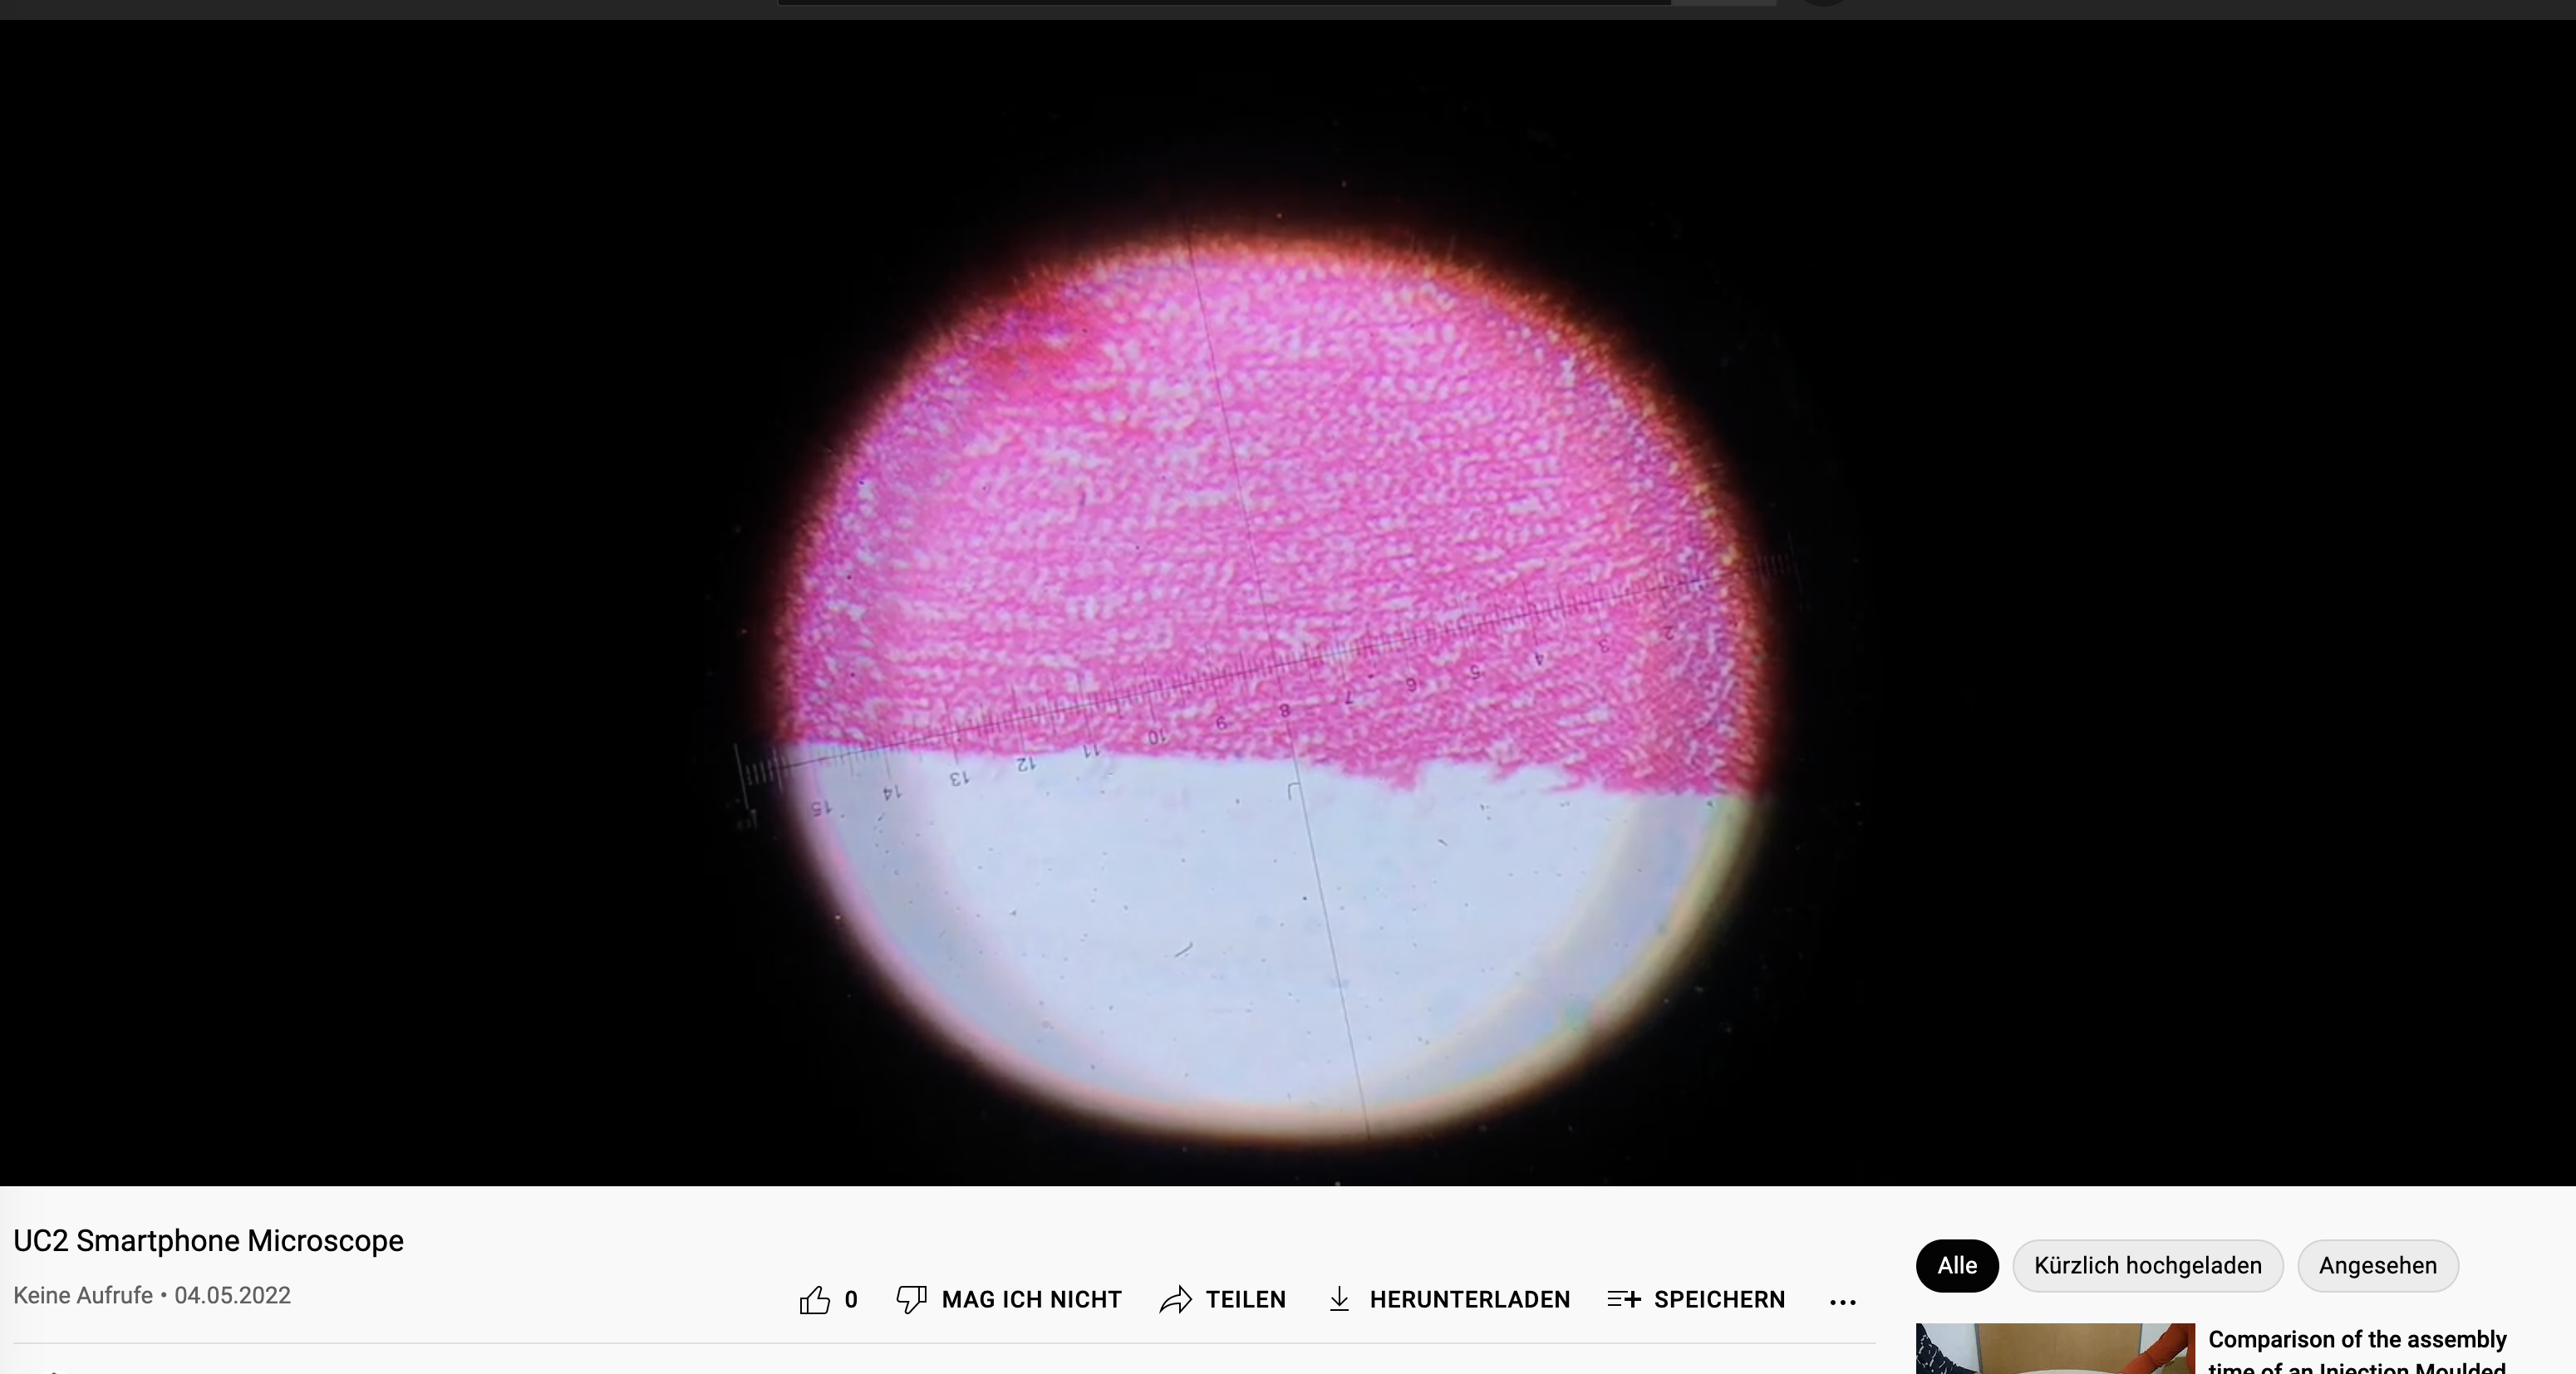 2
3
4
5
6
7
8
9
10
11
12
13
14
15
UC2 Smartphone Microscope
Keine Aufrufe • 04.05.2022
0 MAG ICH NICHT TEILEN HERUNTERLADEN SPEICHERN ...
Alle Kürzlich hochgeladen Angesehen
Comparison of the assembly
time of an Injection Moulded